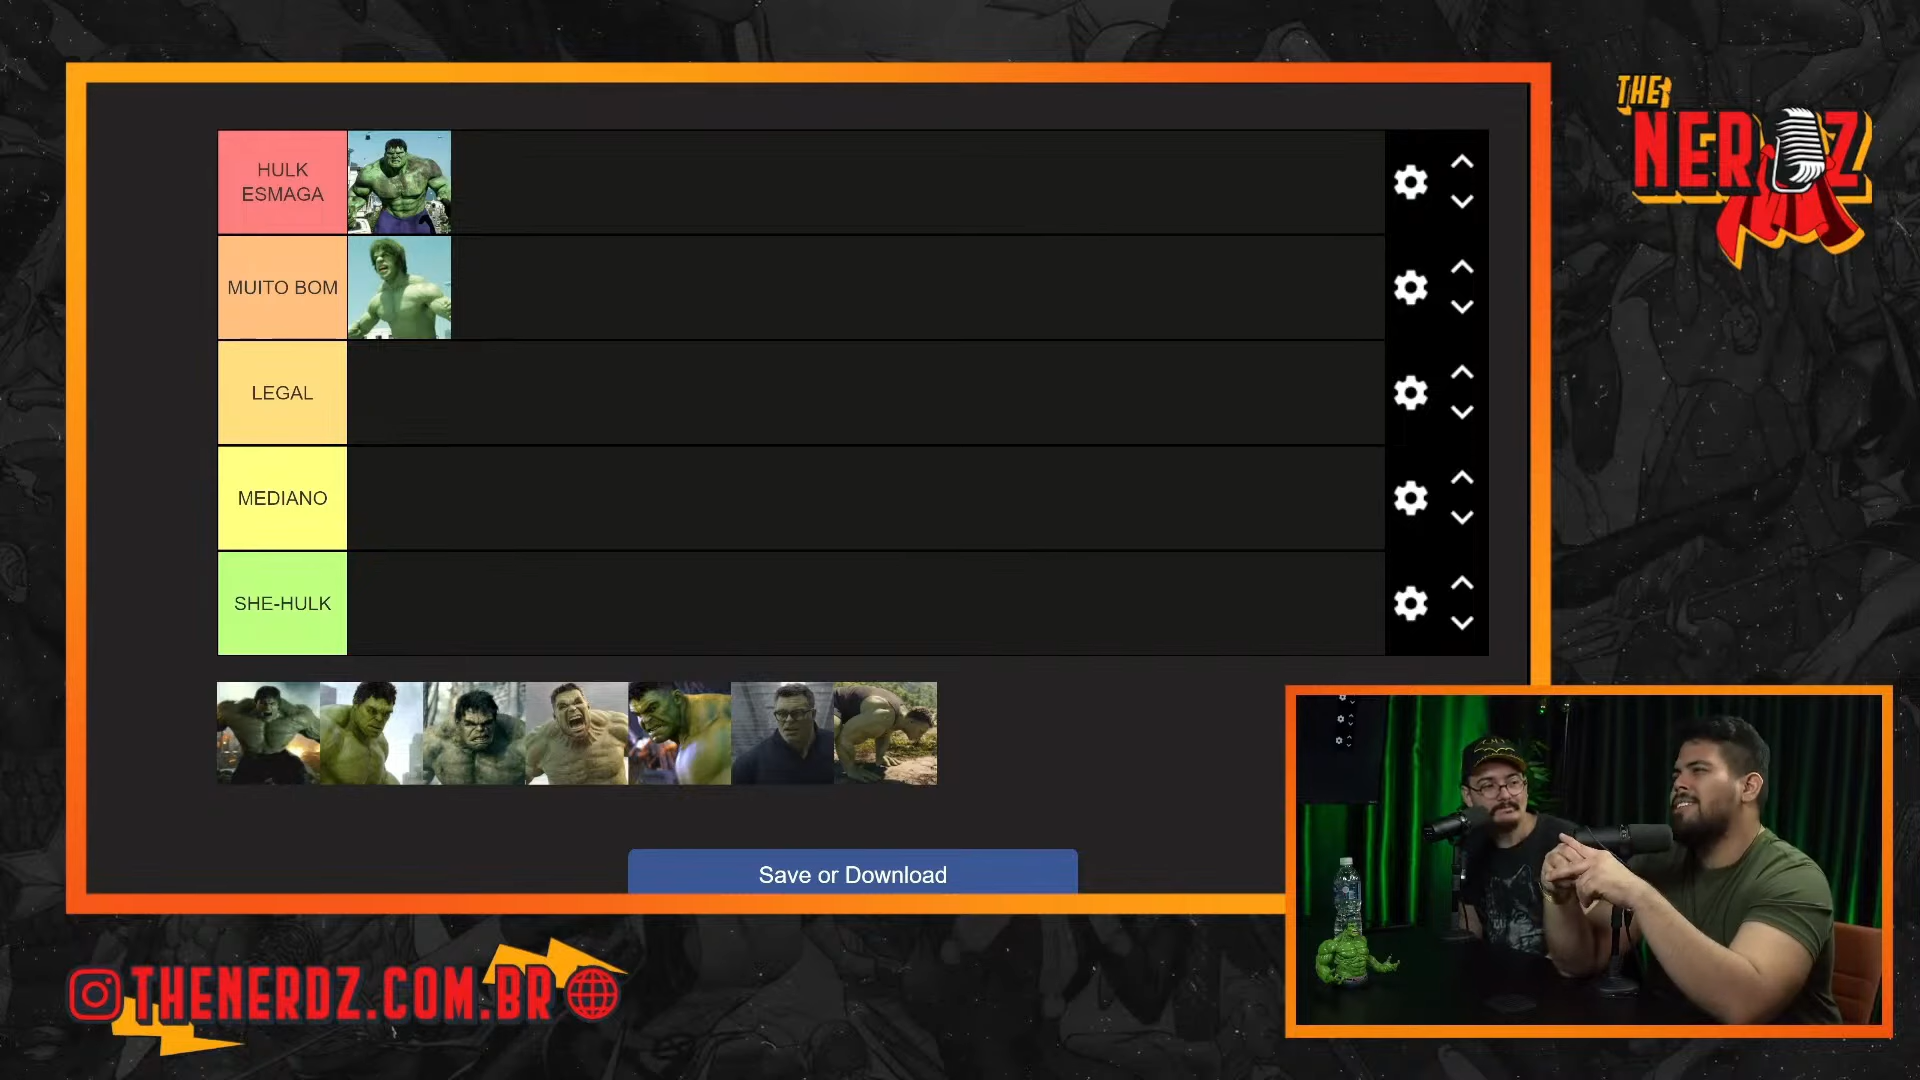 THE
NERDZ
HULK
ESMAGA
MUITO BOM
LEGAL
MEDIANO
SHE-HULK
Save or Download
THENERDZ.COM.BR